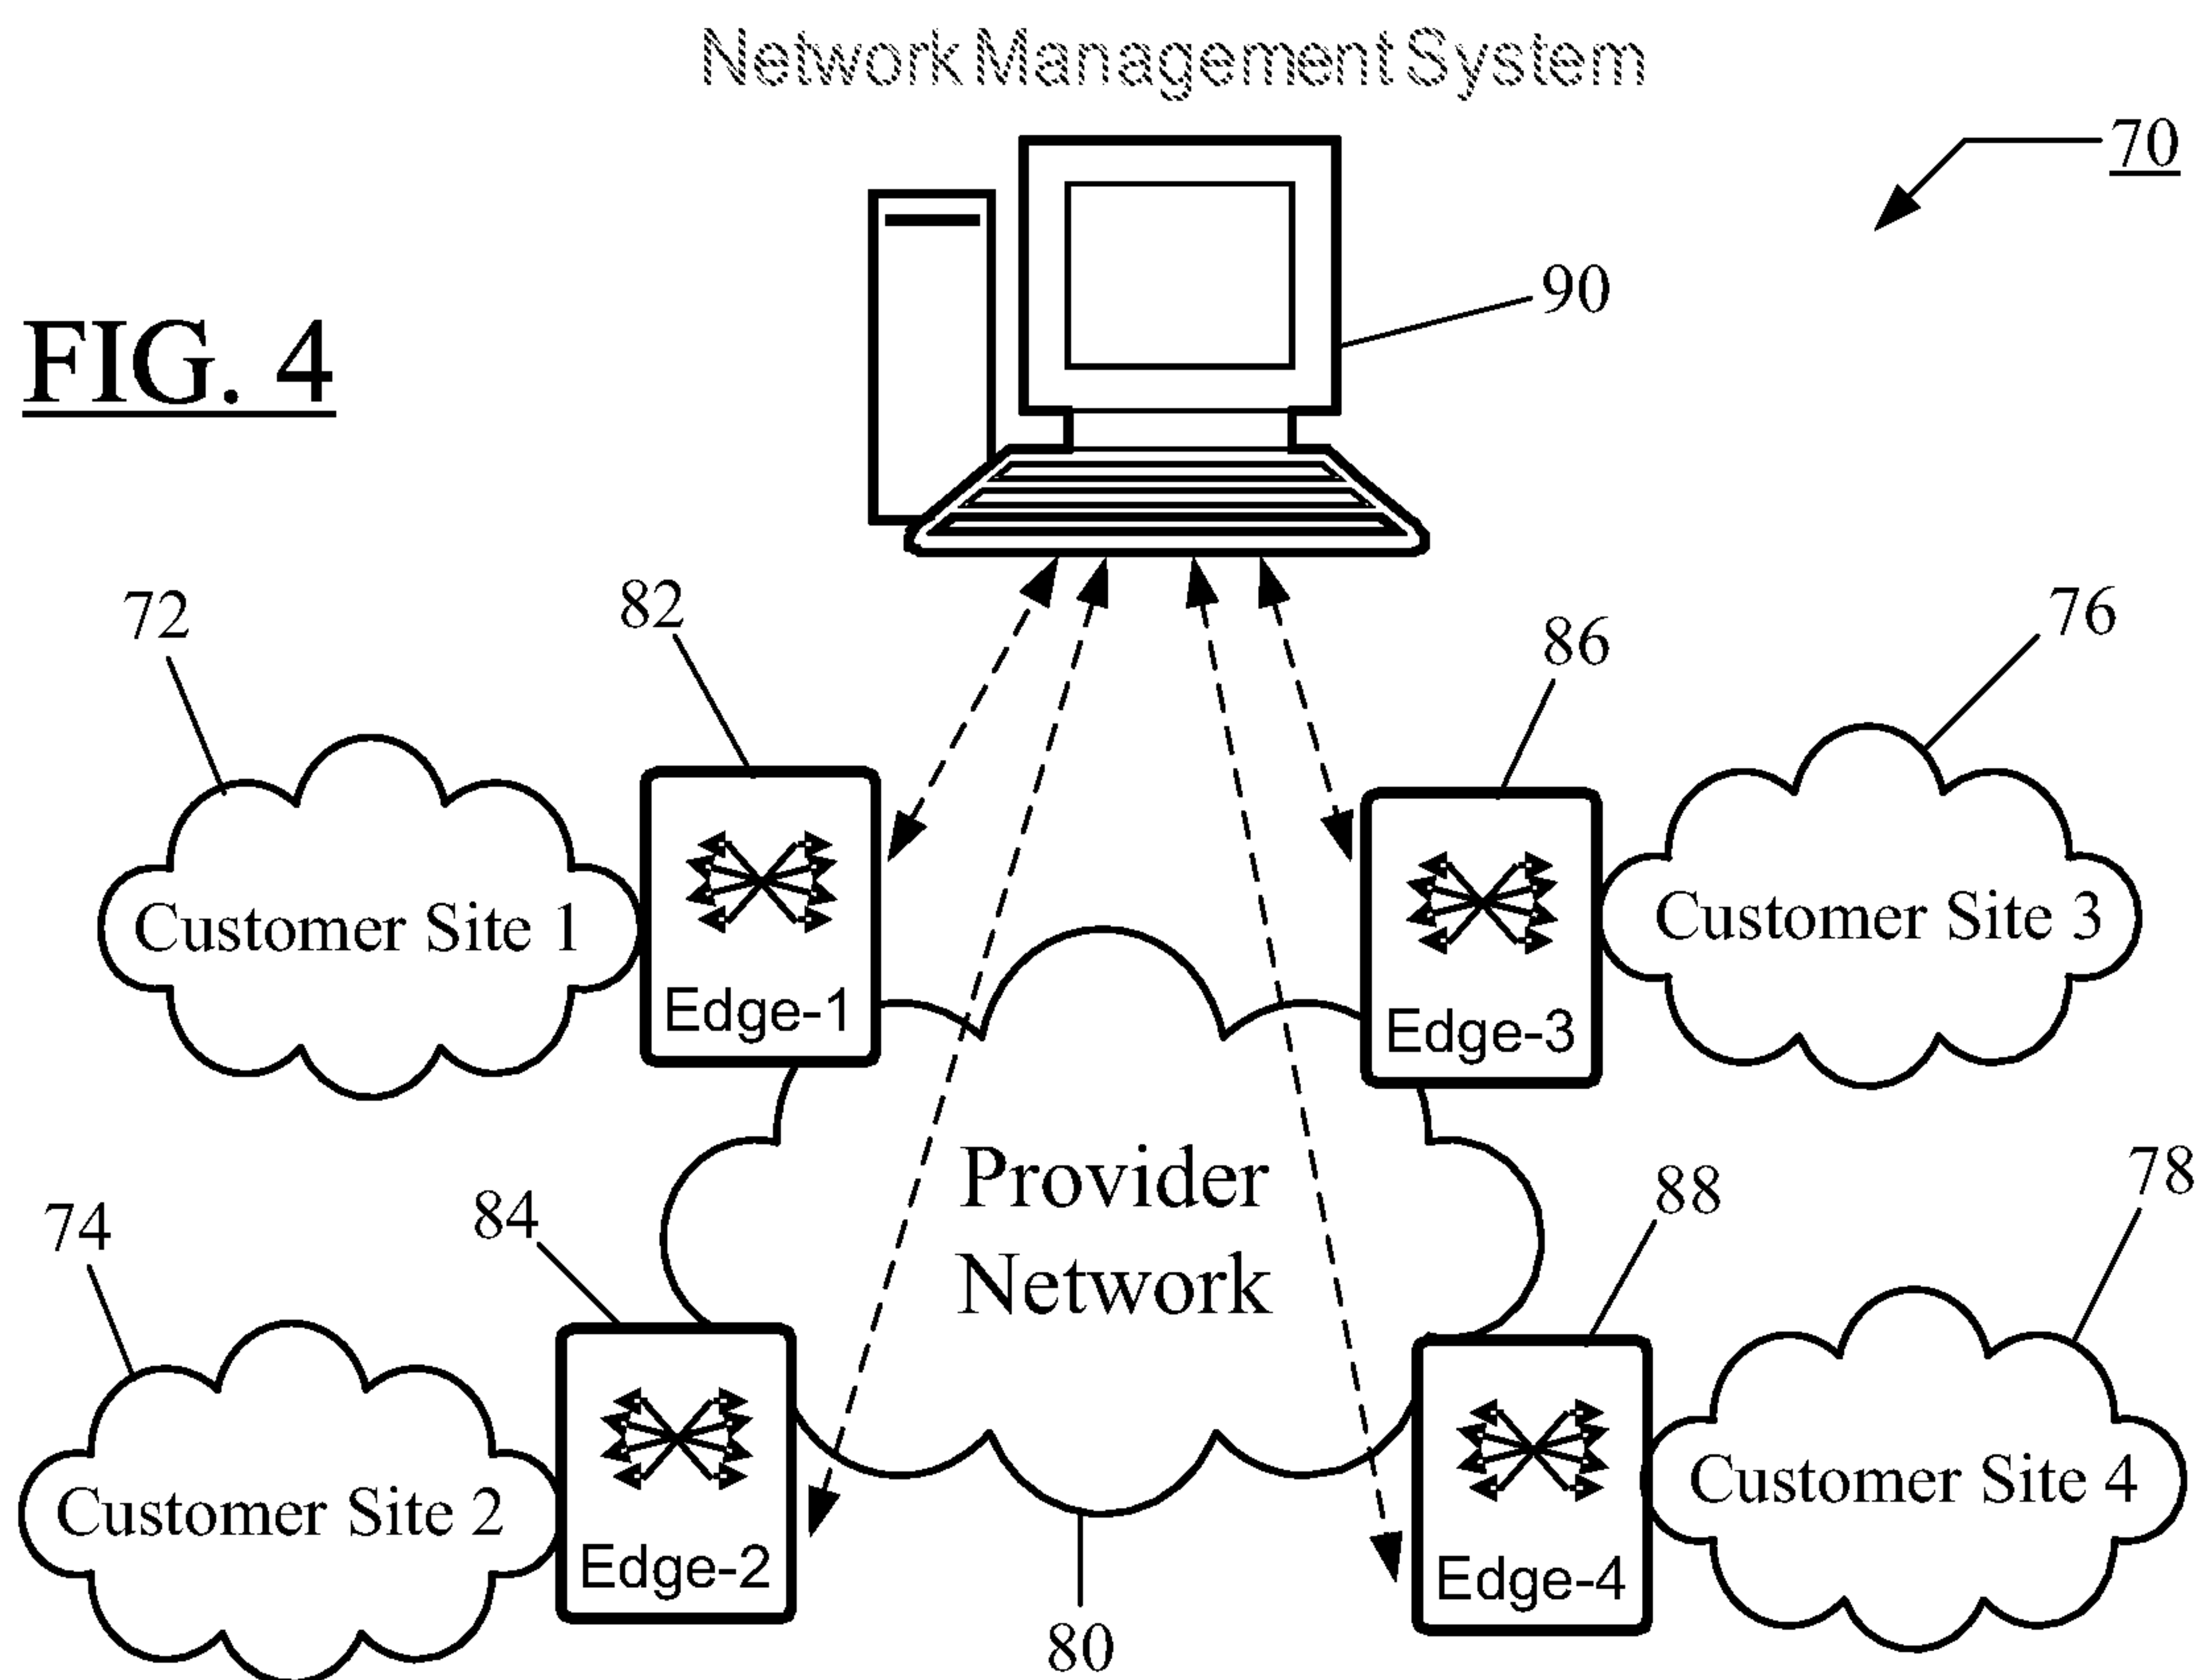 Network Management System
70
90
FIG. 4
72
82
86
76
Customer Site 1
Edge-1
Edge-3
Customer Site 3
Provider
Network
74
84
88
78
Customer Site 2
Edge-2
Edge-4
Customer Site 4
80